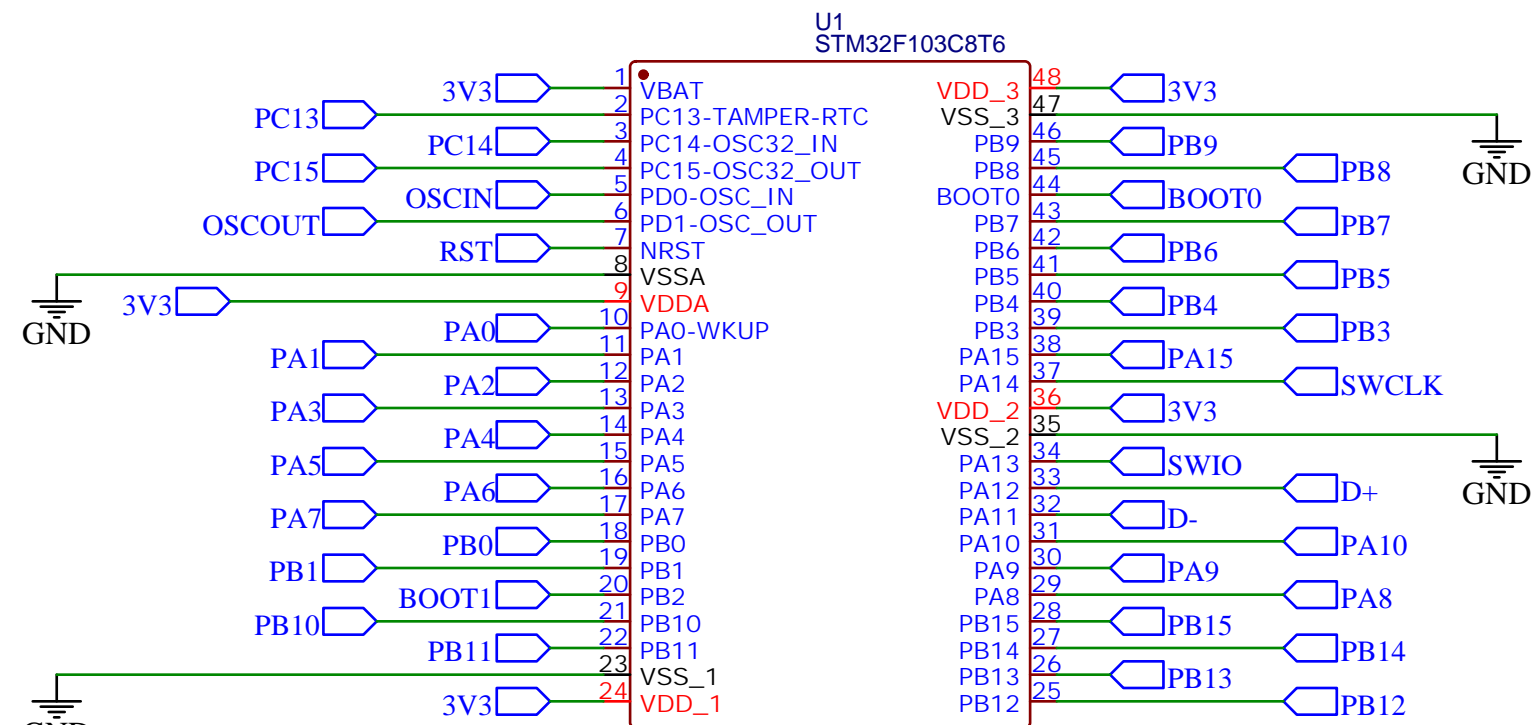 U1
STM32F103C8T6
3V3 1 VBAT VDD_3 48 3V3
PC13 2 PC13-TAMPER-RTC VSS_3 47
PC14 3 PC14-OSC32_IN PB9 46 PB9
PC15 4 PC15-OSC32_OUT PB8 45 PB8 GND
OSCIN 5 PD0-OSC_IN BOOT0 44 BOOT0
OSCOUT 6 PD1-OSC_OUT PB7 43 PB7
RST 7 NRST PB6 42 PB6
8 VSSA PB5 41 PB5
GND 3V3 9 VDDA PB4 40 PB4
PA0 10 PA0-WKUP PB3 39 PB3
PA1 11 PA1 PA15 38 PA15
PA2 12 PA2 PA14 37 SWCLK
PA3 13 PA3 VDD_2 36 3V3
PA4 14 PA4 VSS_2 35
PA5 15 PA5 PA13 34 SWIO
PA6 16 PA6 PA12 33 D+ GND
PA7 17 PA7 PA11 32 D-
PB0 18 PB0 PA10 31 PA10
PB1 19 PB1 PA9 30 PA9
BOOT1 20 PB2 PA8 29 PA8
PB10 21 PB10 PB15 28 PB15
PB11 22 PB11 PB14 27 PB14
23 VSS_1 PB13 26 PB13
3V3 24 VDD_1 PB12 25 PB12